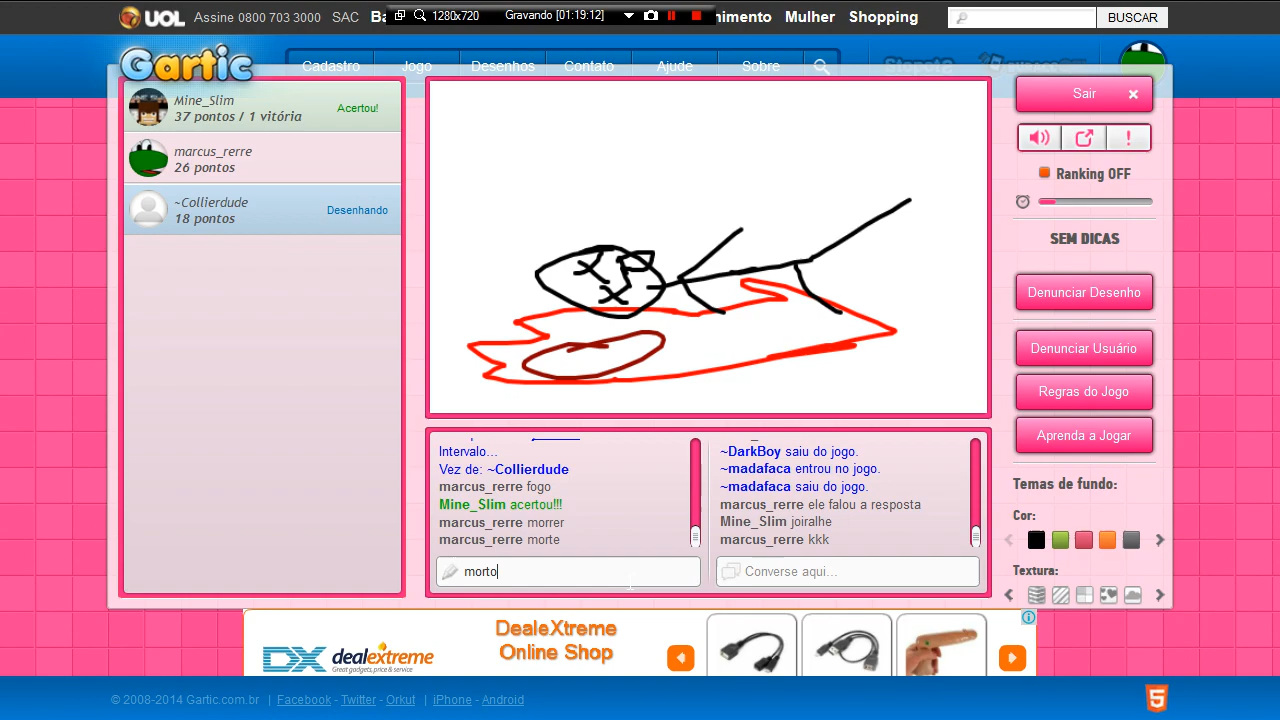 UOL Assine 0800 703 3000 SAC 1280x720 Gravando [01:19:12] Mulher Shopping BUSCAR
Gartic Cadastro Jogo Desenhos Contato Ajuda Sobre
Mine_Slim
37 pontos / 1 vitória
Acertou!
marcus_rerre
26 pontos
~Collierdude
18 pontos
Desenhando
Intervalo...
Vez de: ~Collierdude
marcus_rerre fogo
Mine_Slim acertou!!!
marcus_rerre morrer
marcus_rerre morte
morto
~DarkBoy saiu do jogo.
~madafaca entrou no jogo.
~madafaca saiu do jogo.
marcus_rerre ele falou a resposta
Mine_Slim joiralhe
marcus_rerre kkk
Converse aqui...
Sair
Ranking OFF
SEM DICAS
Denunciar Desenho
Denunciar Usuário
Regras do Jogo
Aprenda a Jogar
Temas de fundo:
Cor:
Textura:
DX dealextreme
Great gadgets, great price
DealeXtreme
Online Shop
© 2008-2014 Gartic.com.br | Facebook - Twitter - Orkut | iPhone - Android
5